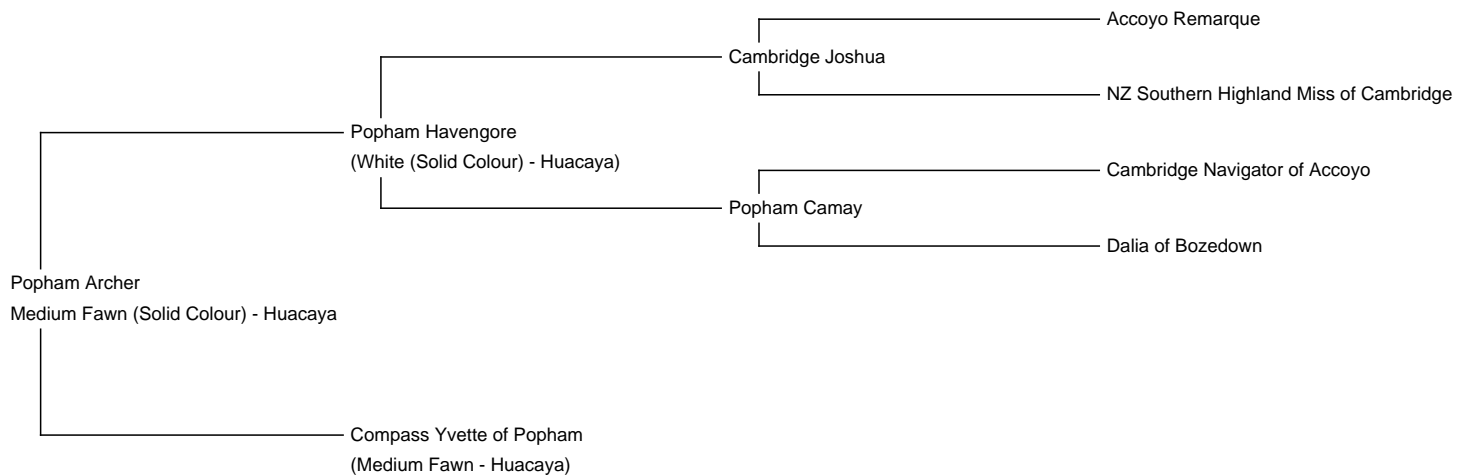 Accoyo Remarque
Cambridge Joshua
NZ Southern Highland Miss of Cambridge
Popham Havengore
(White (Solid Colour) - Huacaya)
Cambridge Navigator of Accoyo
Popham Camay
Dalia of Bozedown
Popham Archer
Medium Fawn (Solid Colour) - Huacaya
Compass Yvette of Popham
(Medium Fawn - Huacaya)